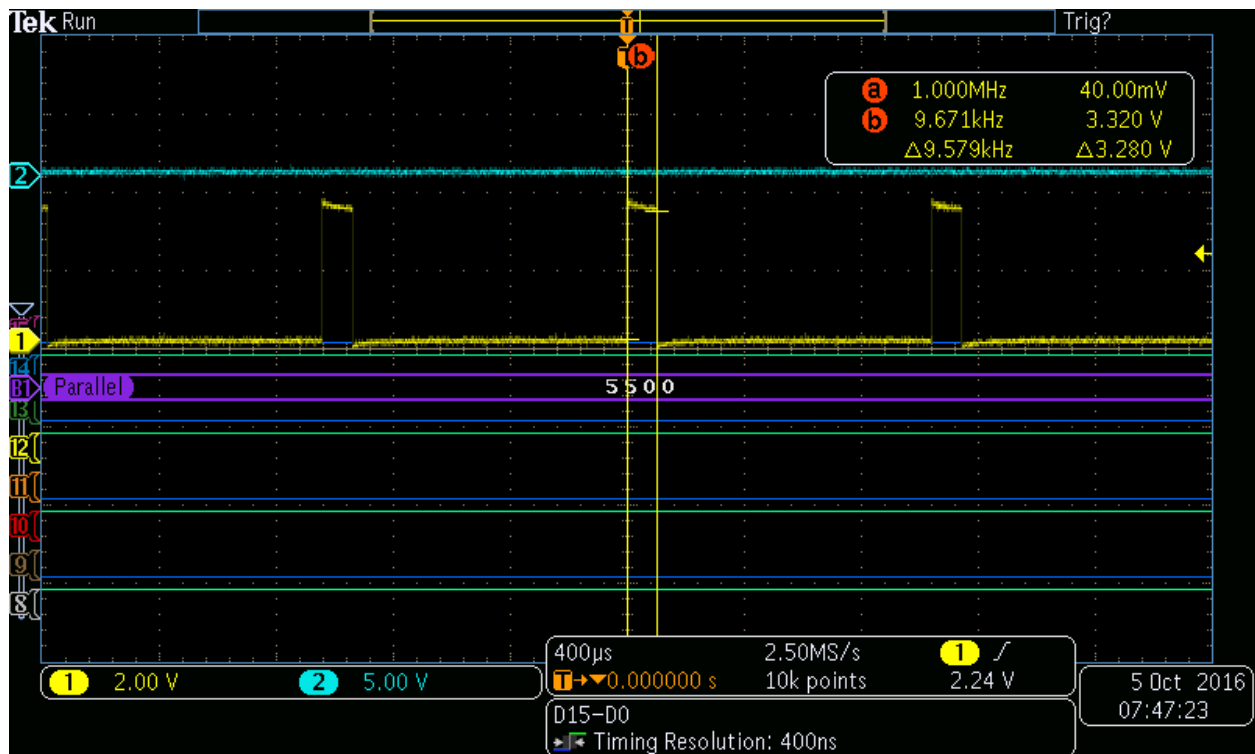 Tek Run
T
Trig?
T b
a 1.000MHz 40.00mV
b 9.671kHz 3.320 V
Δ9.579kHz Δ3.280 V
2
1
14
B1 Parallel
5500
13
12
11
10
9
8
1 2.00 V
2 5.00 V
400µs 2.50MS/s 1
T→▼0.000000 s 10k points 2.24 V
D15-D0
Timing Resolution: 400ns
5 Oct 2016
07:47:23